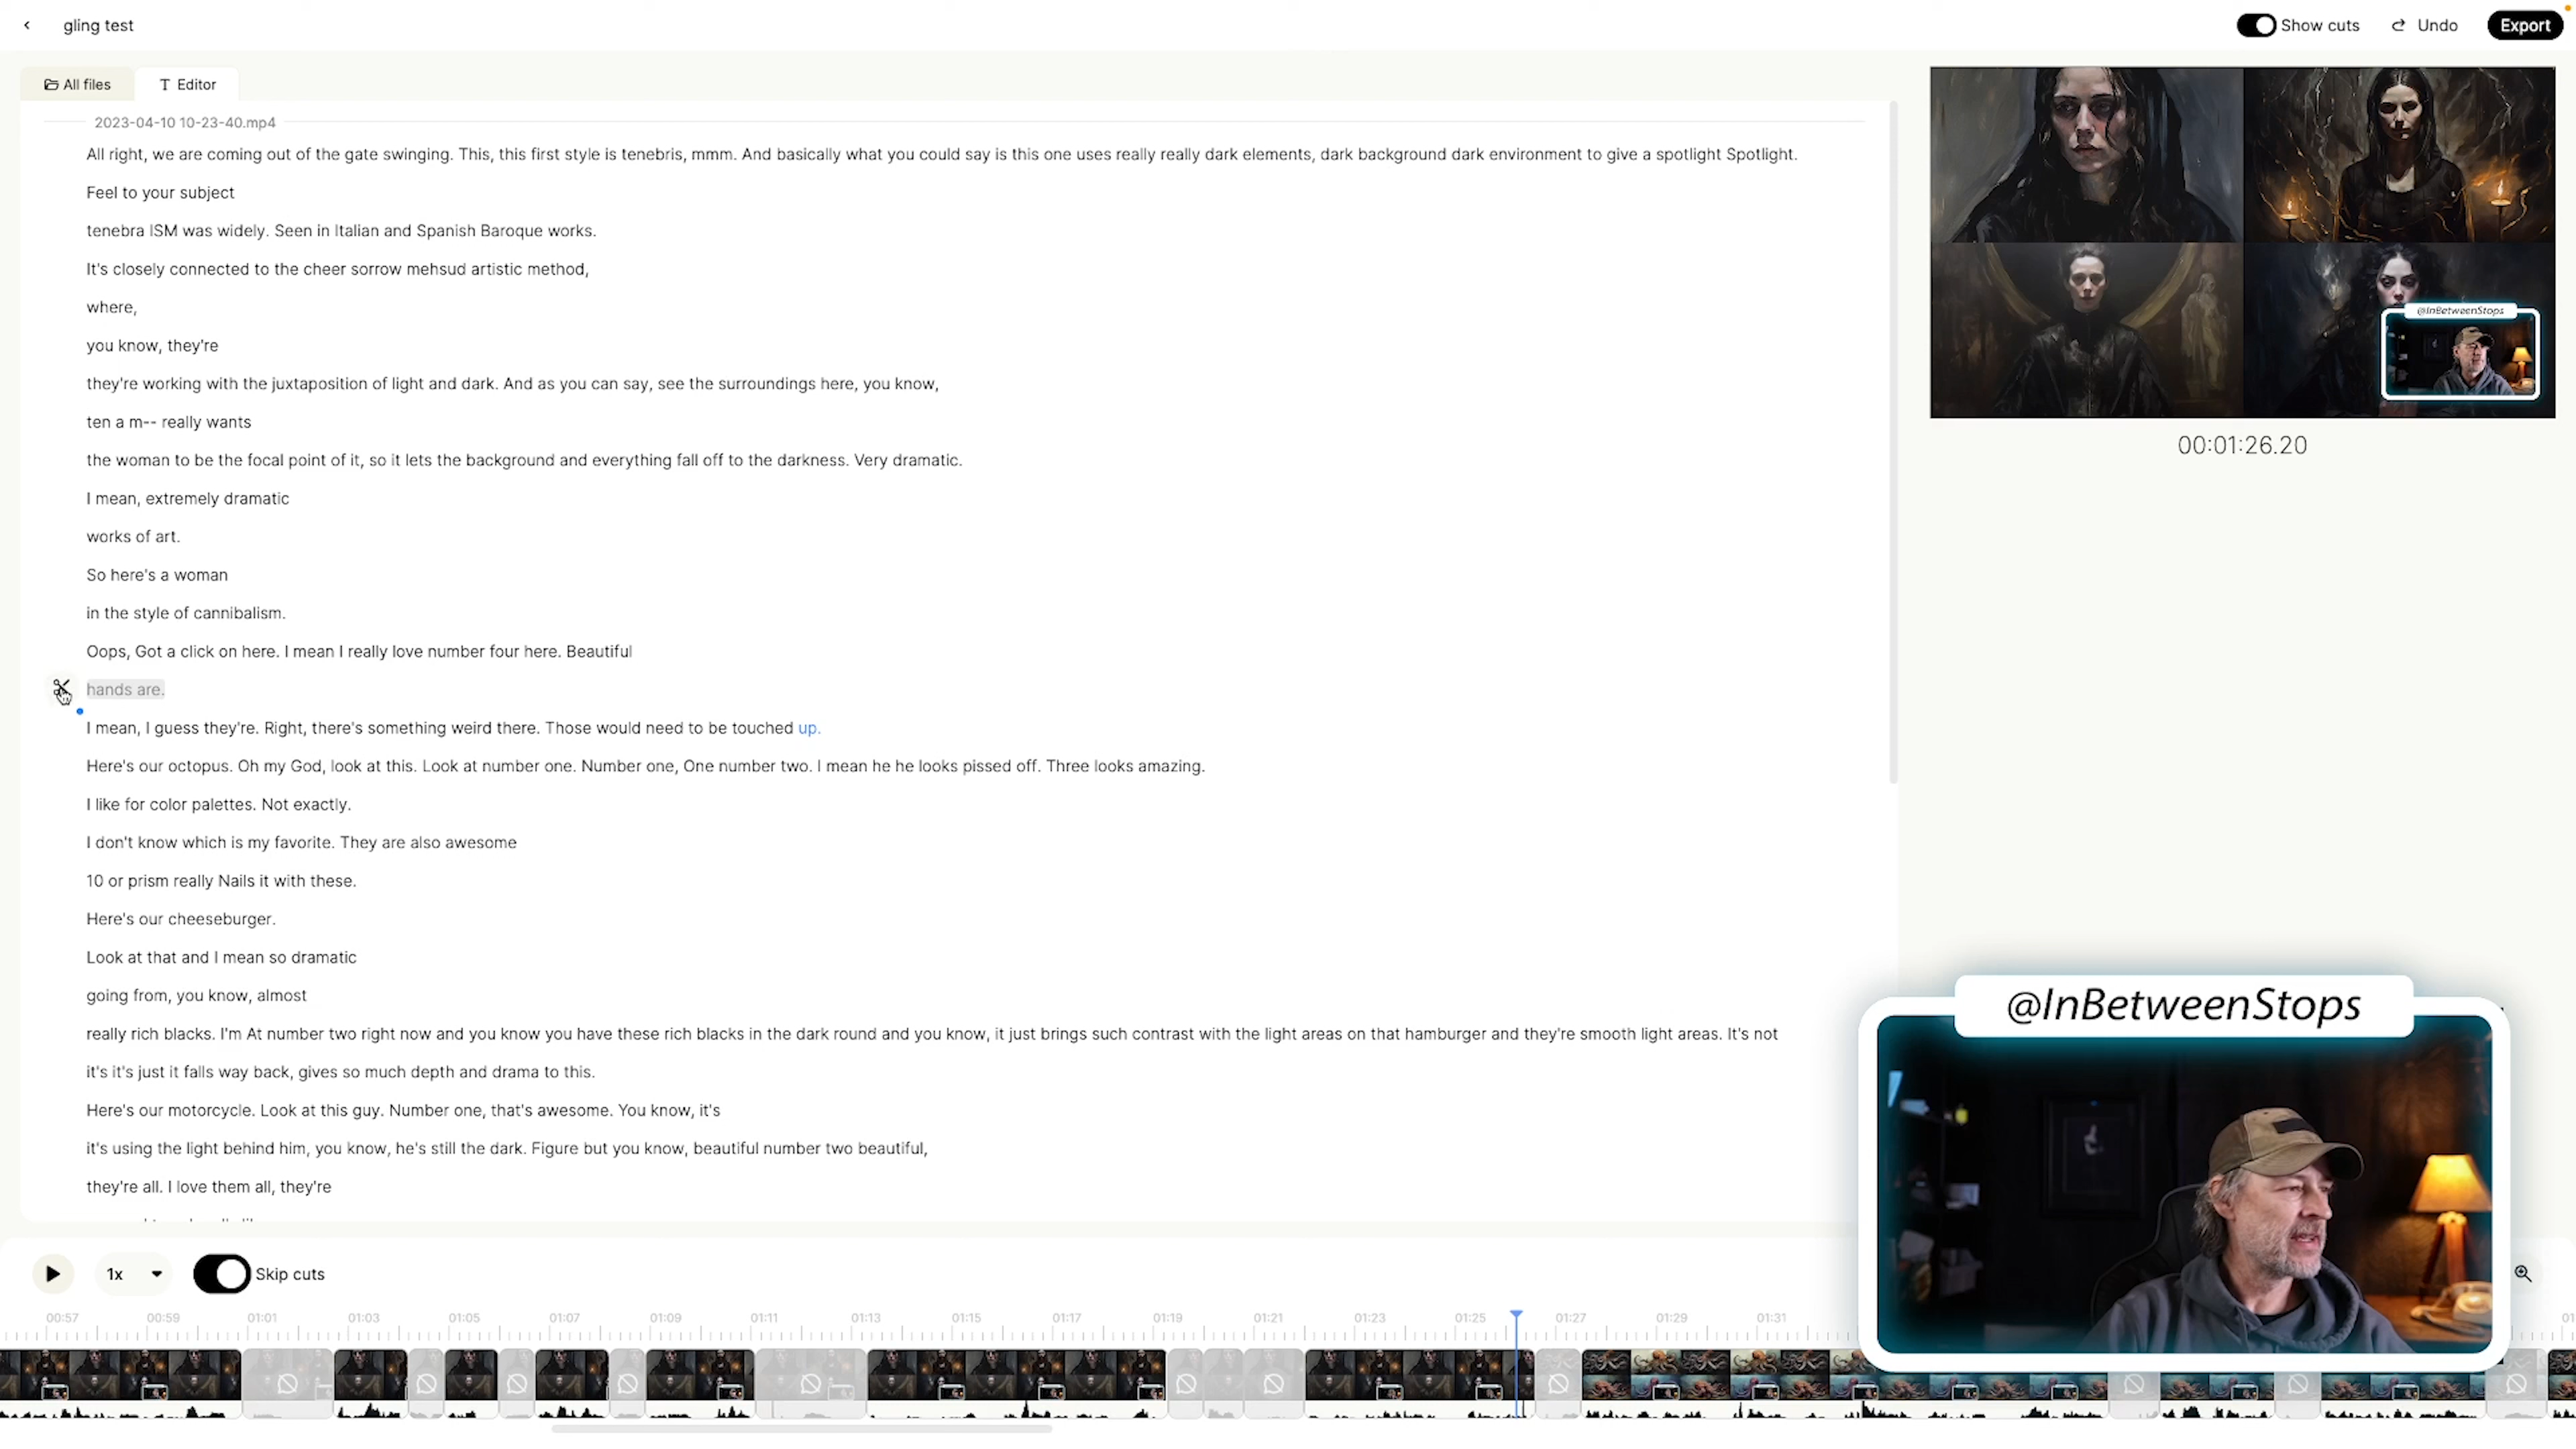 gling test
Show cuts
Undo
Export
All files
Editor
2023-04-10 10-23-40.mp4
All right, we are coming out of the gate swinging. This, this first style is tenebris, mmm. And basically what you could say is this one uses really really dark elements, dark background dark environment to give a spotlight Spotlight.
Feel to your subject
tenebra ISM was widely. Seen in Italian and Spanish Baroque works.
It's closely connected to the cheer sorrow mehsud artistic method,
where,
you know, they're
they're working with the juxtaposition of light and dark. And as you can say, see the surroundings here, you know,
ten a m-- really wants
the woman to be the focal point of it, so it lets the background and everything fall off to the darkness. Very dramatic.
I mean, extremely dramatic
works of art.
So here's a woman
in the style of cannibalism.
Oops, Got a click on here. I mean I really love number four here. Beautiful
hands are.
I mean, I guess they're. Right, there's something weird there. Those would need to be touched up.
Here's our octopus. Oh my God, look at this. Look at number one. Number one, One number two. I mean he he looks pissed off. Three looks amazing.
I like for color palettes. Not exactly.
I don't know which is my favorite. They are also awesome
10 or prism really Nails it with these.
Here's our cheeseburger.
Look at that and I mean so dramatic
going from, you know, almost
really rich blacks. I'm At number two right now and you know you have these rich blacks in the dark round and you know, it just brings such contrast with the light areas on that hamburger and they're smooth light areas. It's not
it's it's just it falls way back, gives so much depth and drama to this.
Here's our motorcycle. Look at this guy. Number one, that's awesome. You know, it's
it's using the light behind him, you know, he's still the dark. Figure but you know, beautiful number two beautiful,
they're all. I love them all, they're
@InBetweenStops
00:01:26.20
@InBetweenStops
1x
Skip cuts
00:57 00:59 01:01 01:03 01:05 01:07 01:09 01:11 01:13 01:15 01:17 01:19 01:21 01:23 01:25 01:27 01:29 01:31